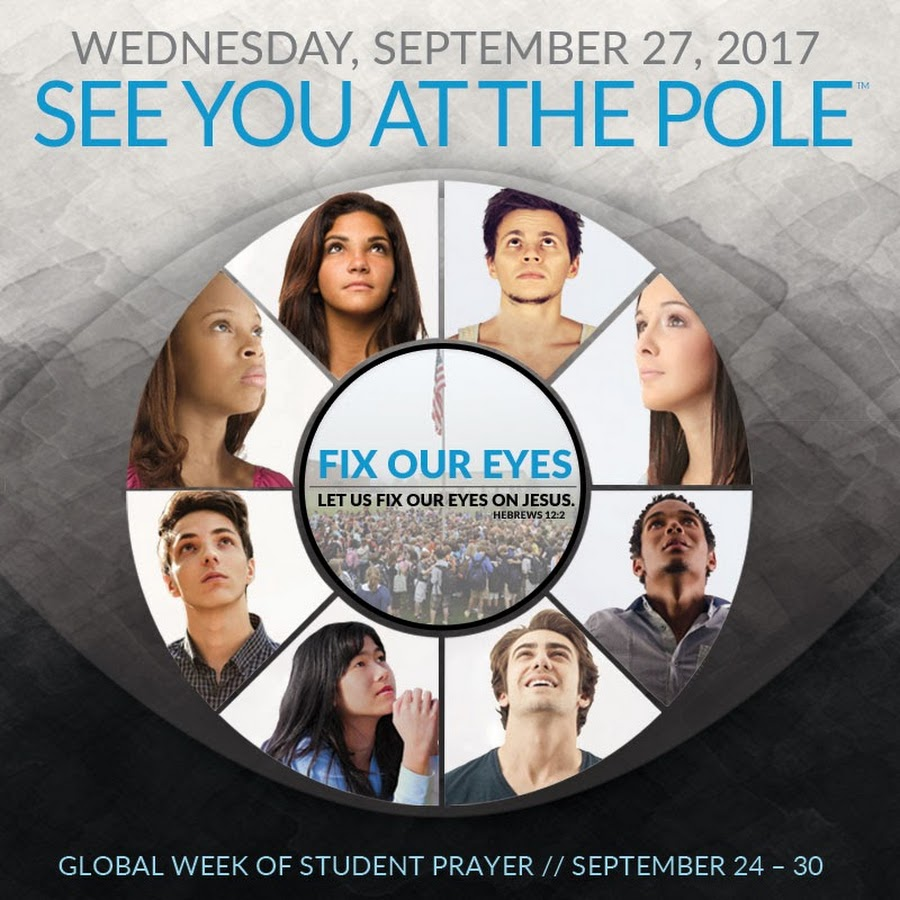 WEDNESDAY, SEPTEMBER 27, 2017
SEE YOU AT THE POLE™
FIX OUR EYES
LET US FIX OUR EYES ON JESUS.
HEBREWS 12:2
GLOBAL WEEK OF STUDENT PRAYER // SEPTEMBER 24 – 30